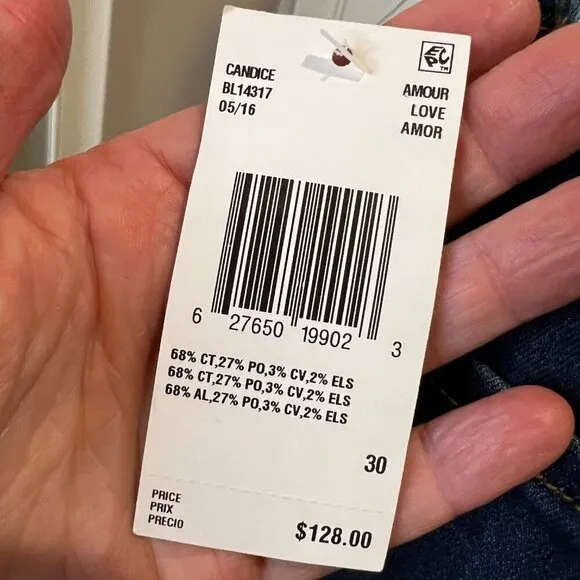 CANDICE
BL14317
05/16
EPC™
AMOUR
LOVE
AMOR
6 27650 19902 3
68% CT,27% PO,3% CV,2% ELS
68% CT,27% PO,3% CV,2% ELS
68% AL,27% PO,3% CV,2% ELS
30
PRICE
PRIX
PRECIO
$128.00